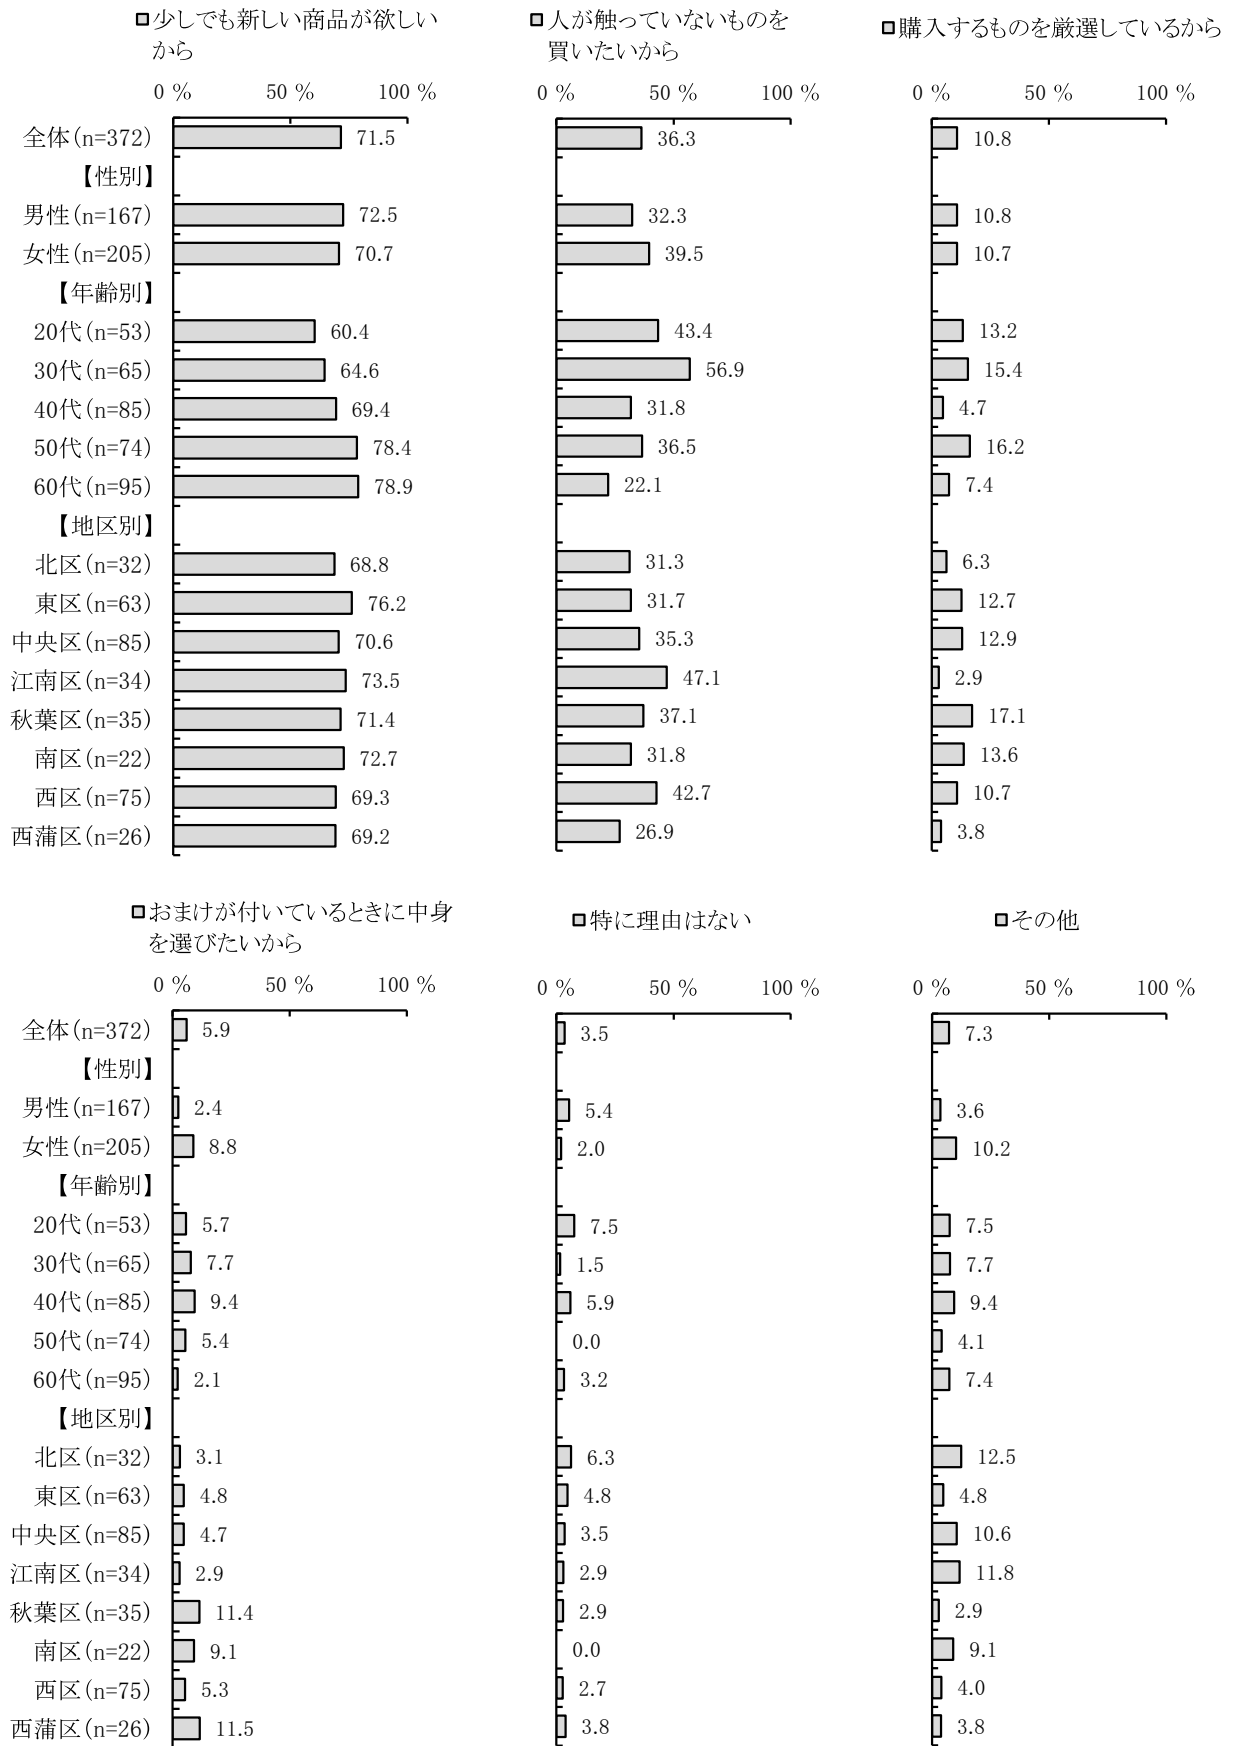 少しでも新しい商品が欲しい
から
人が触っていないものを
買いたいから
購入するものを厳選しているから
0 % 50 % 100 % 0 % 50 % 100 % 0 % 50 % 100 %
全体(n=372) 71.5 36.3 10.8
【性別】
男性(n=167) 72.5 32.3 10.8
女性(n=205) 70.7 39.5 10.7
【年齢別】
20代(n=53) 60.4 43.4 13.2
30代(n=65) 64.6 56.9 15.4
40代(n=85) 69.4 31.8 4.7
50代(n=74) 78.4 36.5 16.2
60代(n=95) 78.9 22.1 7.4
【地区別】
北区(n=32) 68.8 31.3 6.3
東区(n=63) 76.2 31.7 12.7
中央区(n=85) 70.6 35.3 12.9
江南区(n=34) 73.5 47.1 2.9
秋葉区(n=35) 71.4 37.1 17.1
南区(n=22) 72.7 31.8 13.6
西区(n=75) 69.3 42.7 10.7
西蒲区(n=26) 69.2 26.9 3.8
おまけが付いているときに中身
を選びたいから
特に理由はない
その他
0 % 50 % 100 % 0 % 50 % 100 % 0 % 50 % 100 %
全体(n=372) 5.9 3.5 7.3
【性別】
男性(n=167) 2.4 5.4 3.6
女性(n=205) 8.8 2.0 10.2
【年齢別】
20代(n=53) 5.7 7.5 7.5
30代(n=65) 7.7 1.5 7.7
40代(n=85) 9.4 5.9 9.4
50代(n=74) 5.4 0.0 4.1
60代(n=95) 2.1 3.2 7.4
【地区別】
北区(n=32) 3.1 6.3 12.5
東区(n=63) 4.8 4.8 4.8
中央区(n=85) 4.7 3.5 10.6
江南区(n=34) 2.9 2.9 11.8
秋葉区(n=35) 11.4 2.9 2.9
南区(n=22) 9.1 0.0 9.1
西区(n=75) 5.3 2.7 4.0
西蒲区(n=26) 11.5 3.8 3.8